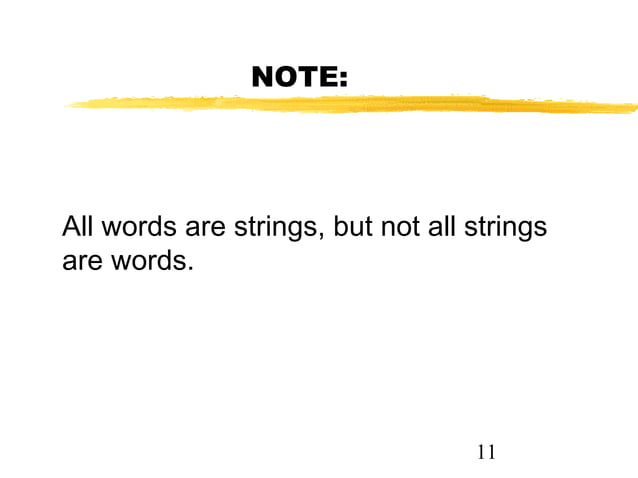 NOTE:
All words are strings, but not all strings
are words.
11